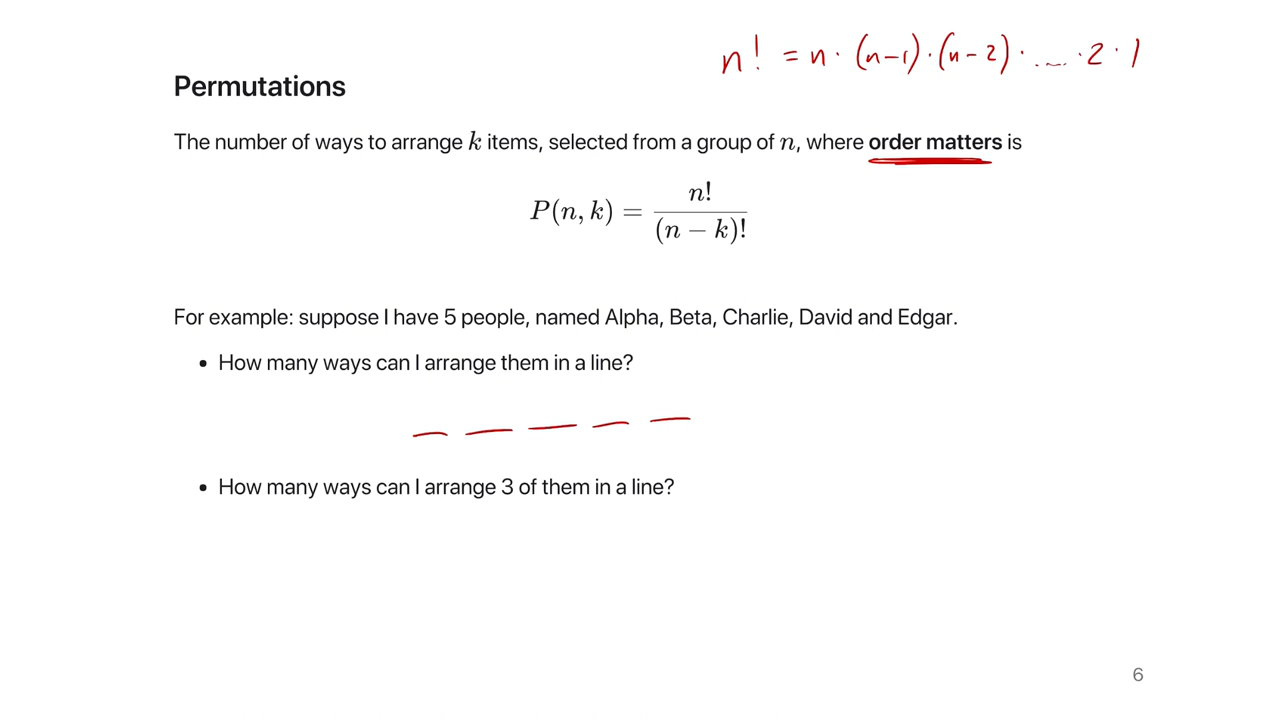 n! = n · (n-1) · (n-2) · .... · 2 · 1
Permutations
The number of ways to arrange k items, selected from a group of n, where order matters is
P(n, k) = n! / (n − k)!
For example: suppose I have 5 people, named Alpha, Beta, Charlie, David and Edgar.
• How many ways can I arrange them in a line?
• How many ways can I arrange 3 of them in a line?
6